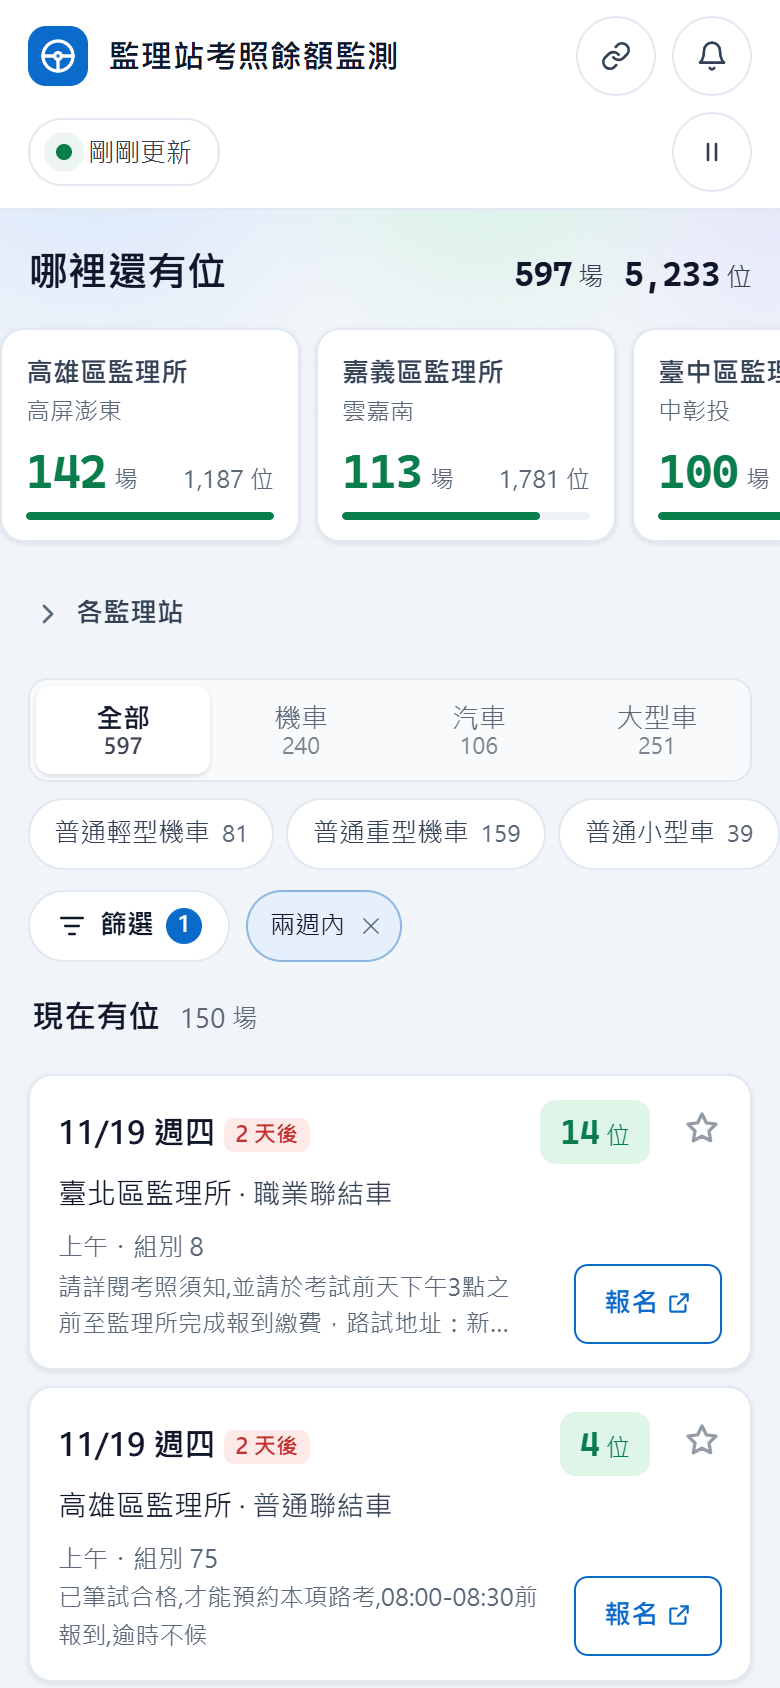 監理站考照餘額監測
剛剛更新
哪裡還有位
597 場 5,233 位
高雄區監理所
高屏澎東
142 場 1,187 位
嘉義區監理所
雲嘉南
113 場 1,781 位
臺中區監理
中彰投
100 場
各監理站
全部
597
機車
240
汽車
106
大型車
251
普通輕型機車 81
普通重型機車 159
普通小型車 39
篩選 1
兩週內
現在有位 150 場
11/19 週四 2 天後
14 位
臺北區監理所 · 職業聯結車
上午 · 組別 8
請詳閱考照須知,並請於考試前天下午3點之
前至監理所完成報到繳費，路試地址：新...
報名
11/19 週四 2 天後
4 位
高雄區監理所 · 普通聯結車
上午 · 組別 75
已筆試合格,才能預約本項路考,08:00-08:30前
報到,逾時不候
報名